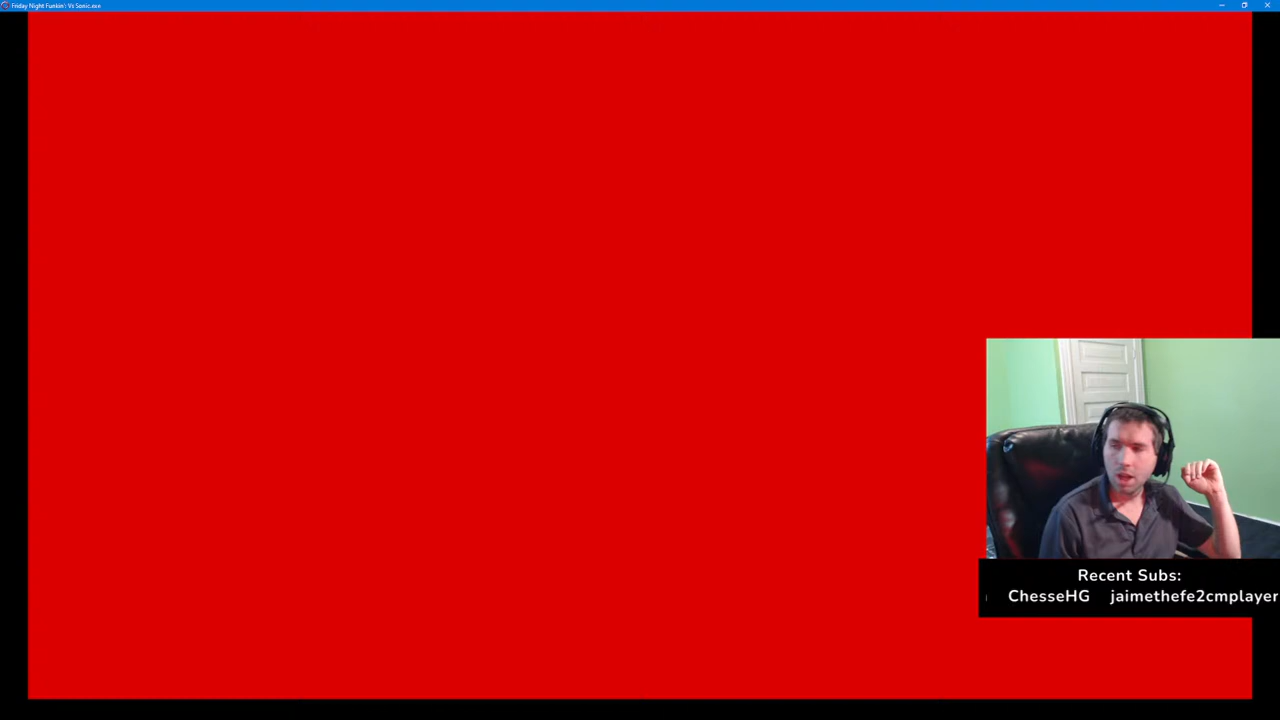 Friday Night Funkin': Vs Sonic.exe
Recent Subs:
ChesseHG jaimethefe2cmplayer